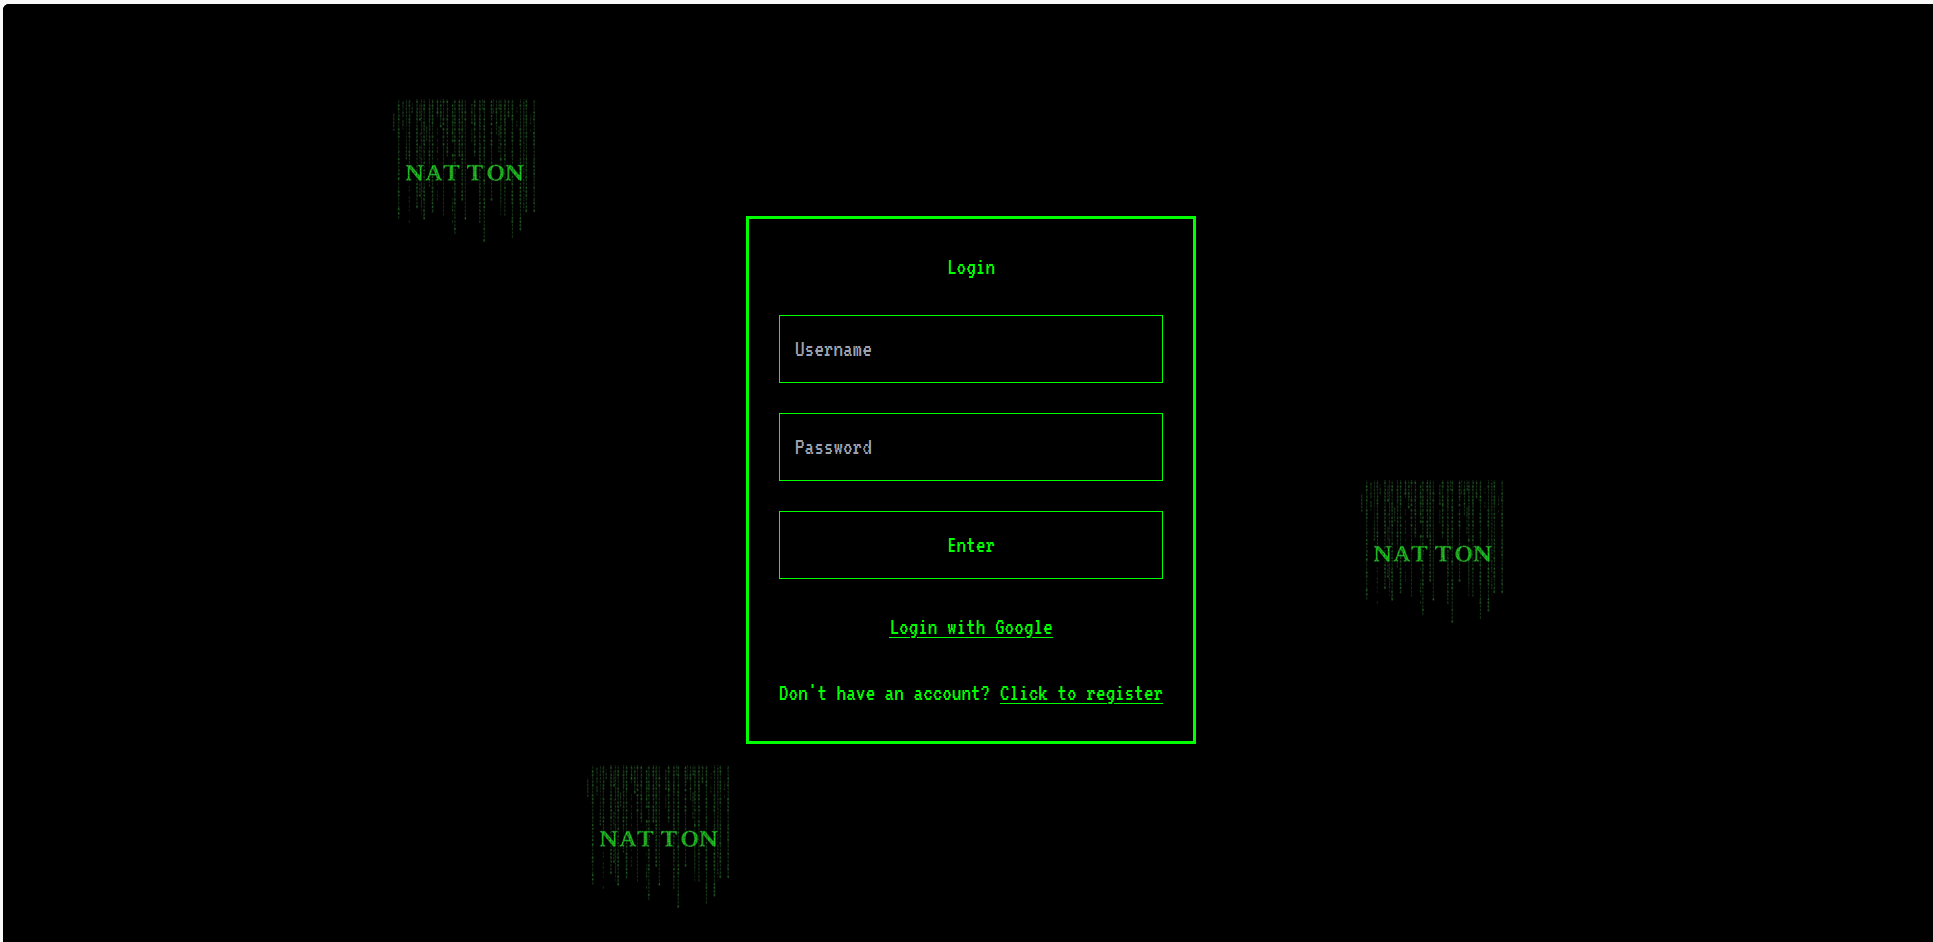 NAT TON
Login
Username
Password
Enter
NAT TON
Login with Google
Don't have an account? Click to register
NAT TON